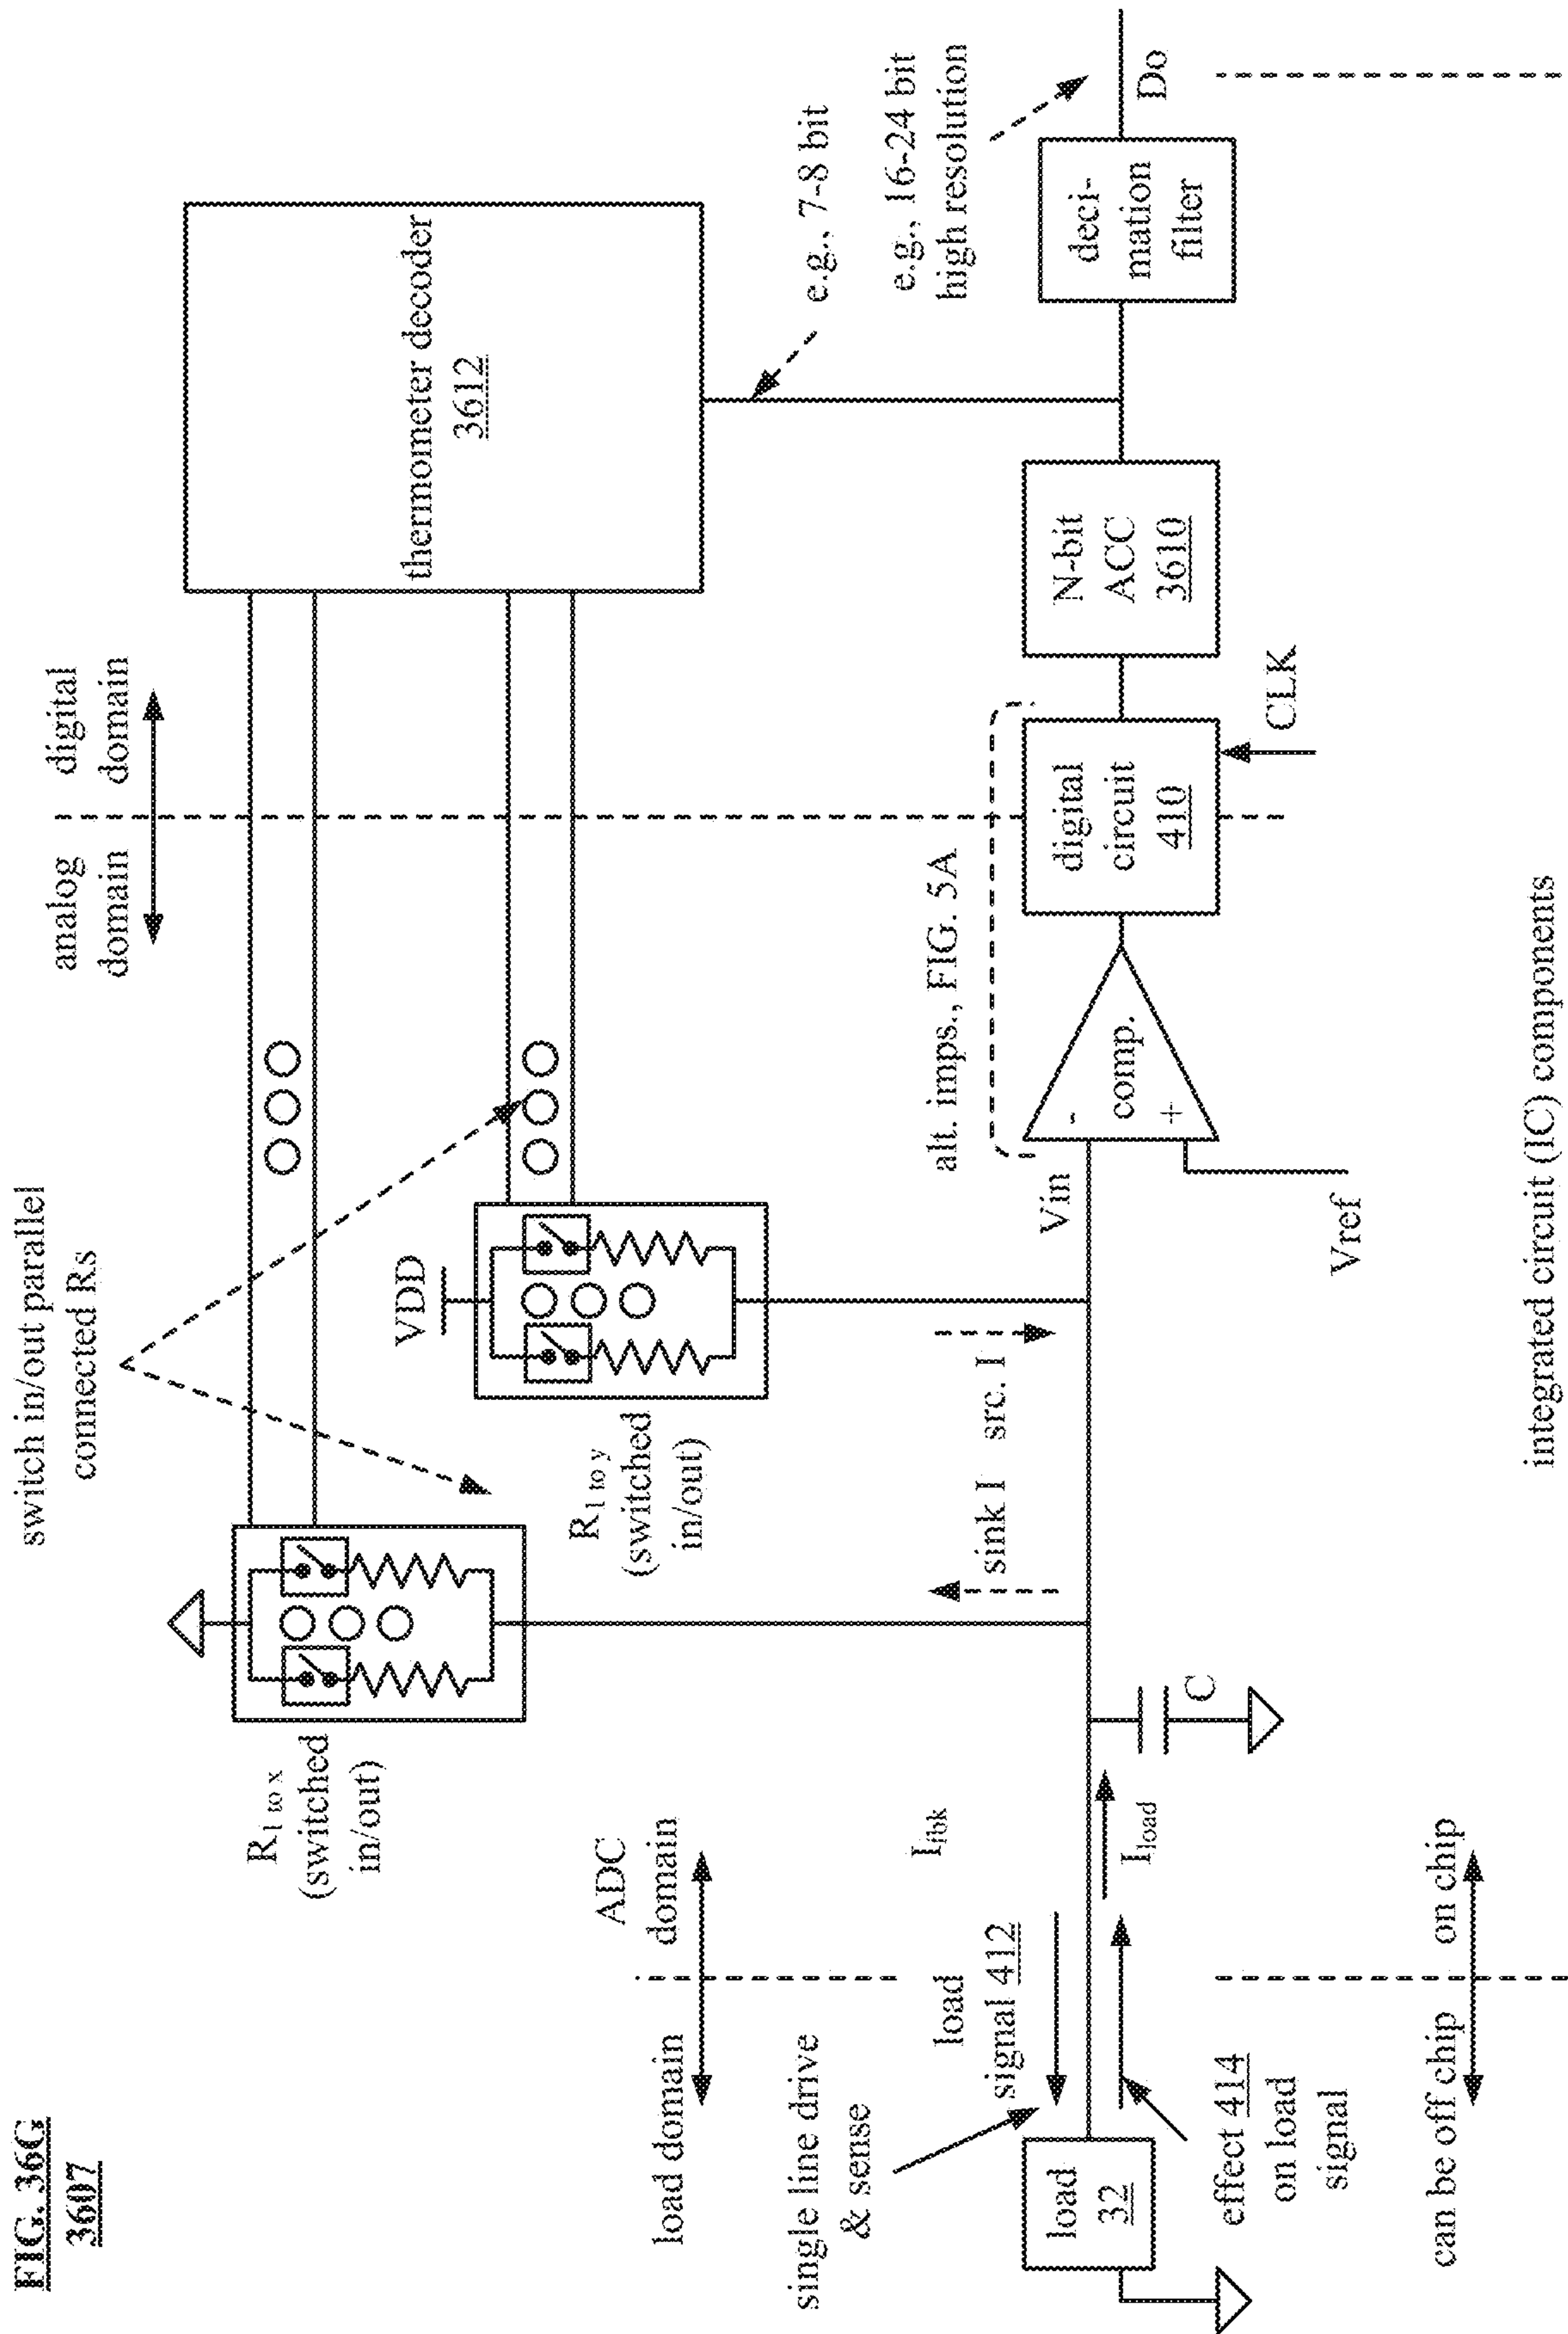 FIG. 36G
3607
switch in/out parallel
connected Rs
analog
domain
digital
domain
R1 to x
(switched
in/out)
VDD
R1 to y
(switched
in/out)
thermometer decoder
3612
load domain
ADC
domain
single line drive
& sense
load
signal 412
Ifbk
sink I
src. I
alt. imps., FIG. 5A
e.g., 7-8 bit
e.g., 16-24 bit
high resolution
load
32
Iload
C
Vin
-
comp.
+
Vref
digital
circuit
410
CLK
N-bit
ACC
3610
deci-
mation
filter
Do
effect 414
on load
signal
can be off chip
on chip
integrated circuit (IC) components